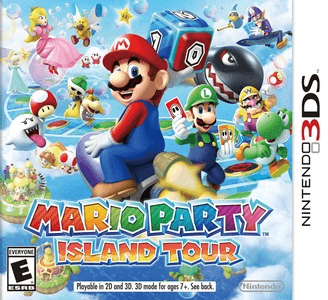 NINTENDO 3DS
MARIO PARTY
ISLAND TOUR
EVERYONE
E
ESRB
Playable in 2D and 3D. 3D mode for ages 7+. See back.
Nintendo